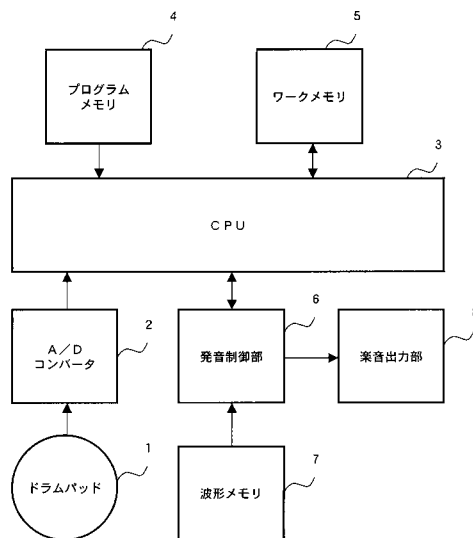 4
5
プログラム
メモリ
ワークメモリ
3
CPU
6
2
A/D
コンバータ
発音制御部
楽音出力部
1
ドラムパッド
波形メモリ
7